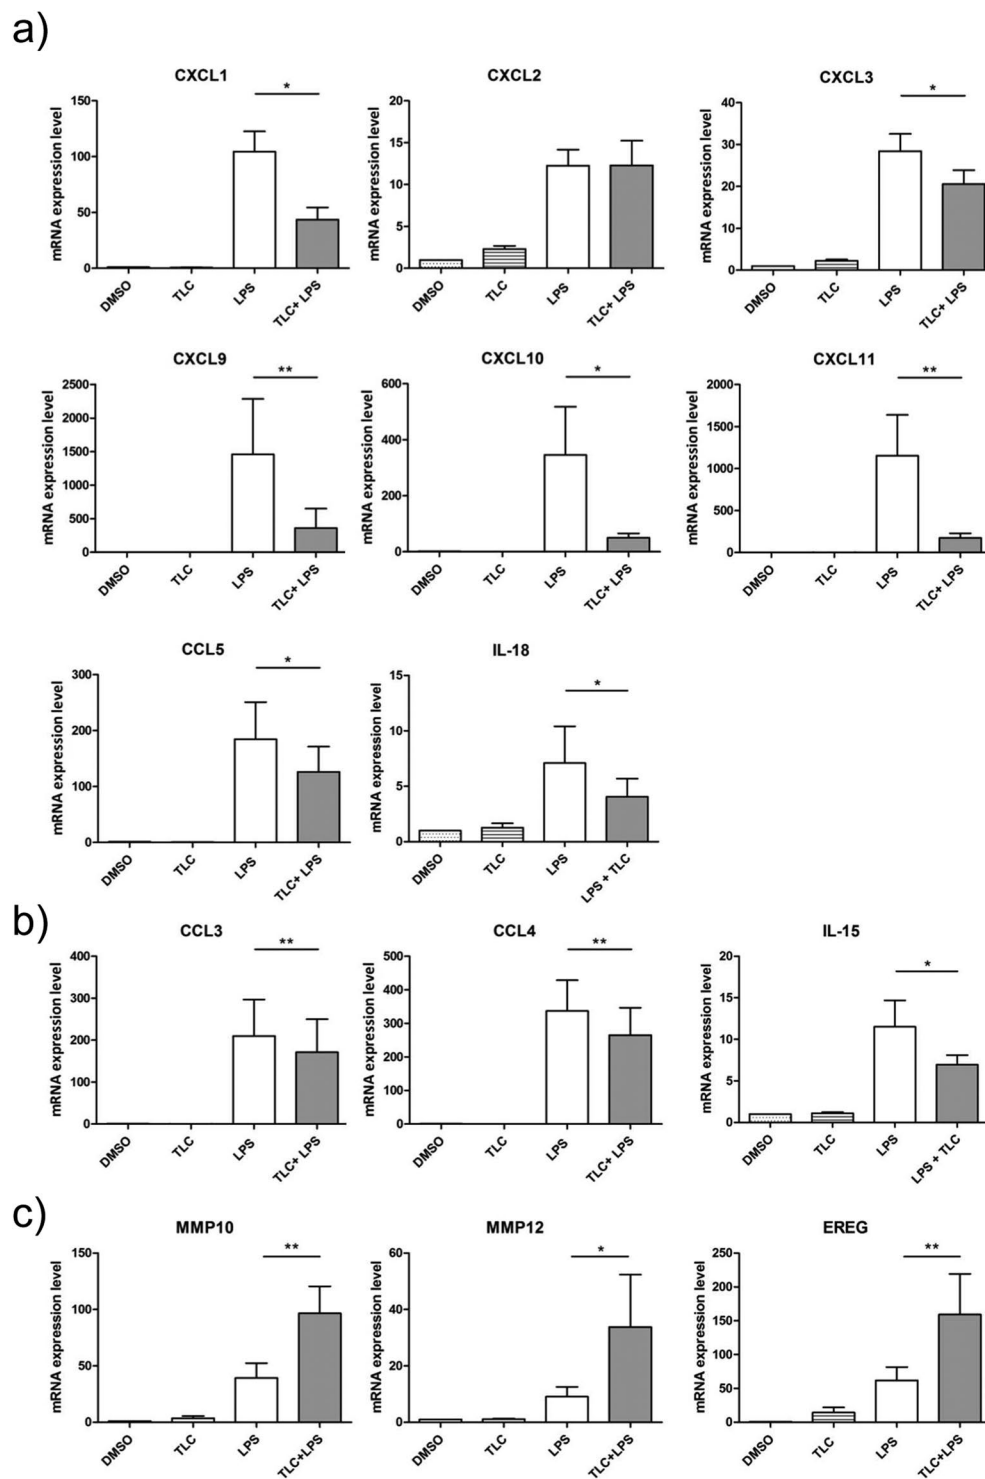 a)
CXCL1
mRNA expression level
150
100
50
0
*
DMSO
TLC
LPS
TLC+ LPS
CXCL2
mRNA expression level
20
15
10
5
0
DMSO
TLC
LPS
TLC+ LPS
CXCL3
mRNA expression level
40
30
20
10
0
*
DMSO
TLC
LPS
TLC+ LPS
CXCL9
mRNA expression level
2500
2000
1500
1000
500
0
**
DMSO
TLC
LPS
TLC+ LPS
CXCL10
mRNA expression level
600
400
200
0
*
DMSO
TLC
LPS
TLC+ LPS
CXCL11
mRNA expression level
2000
1500
1000
500
0
**
DMSO
TLC
LPS
TLC+ LPS
CCL5
mRNA expression level
300
200
100
0
*
DMSO
TLC
LPS
TLC+ LPS
IL-18
mRNA expression level
15
10
5
0
*
DMSO
TLC
LPS
LPS + TLC
b)
CCL3
mRNA expression level
400
300
200
100
0
**
DMSO
TLC
LPS
TLC+ LPS
CCL4
mRNA expression level
500
400
300
200
100
0
**
DMSO
TLC
LPS
TLC+ LPS
IL-15
mRNA expression level
20
15
10
5
0
*
DMSO
TLC
LPS
LPS + TLC
c)
MMP10
mRNA expression level
150
100
50
0
**
DMSO
TLC
LPS
TLC+LPS
MMP12
mRNA expression level
60
40
20
0
*
DMSO
TLC
LPS
TLC+LPS
EREG
mRNA expression level
250
200
150
100
50
0
**
DMSO
TLC
LPS
TLC+LPS